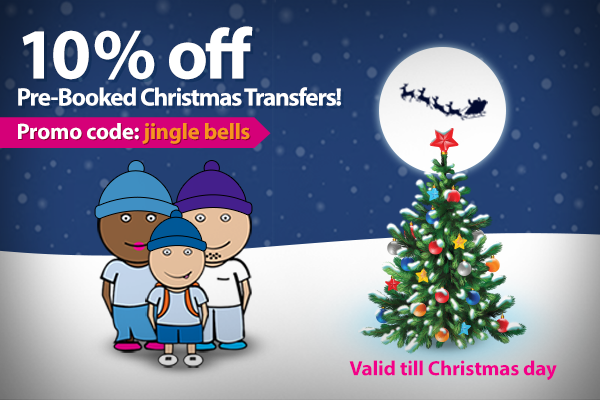 10% off
Pre-Booked Christmas Transfers!
Promo code: jingle bells
Valid till Christmas day